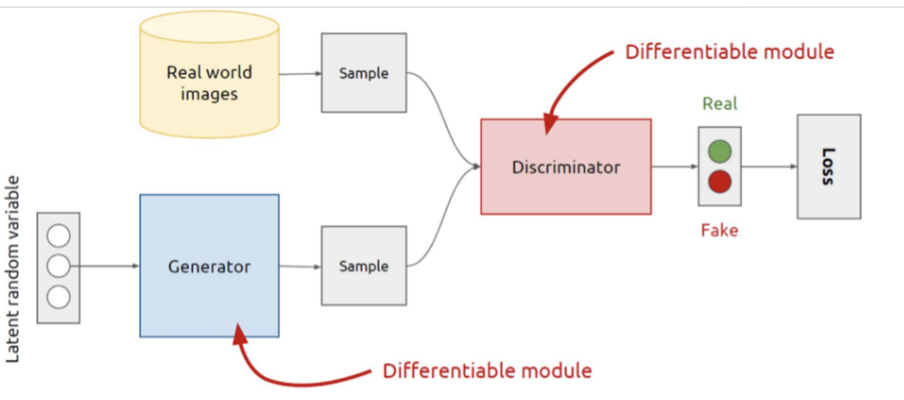 Differentiable module
Real world
images
Sample
Real
Discriminator
Loss
Fake
Latent random variable
Generator
Sample
Differentiable module